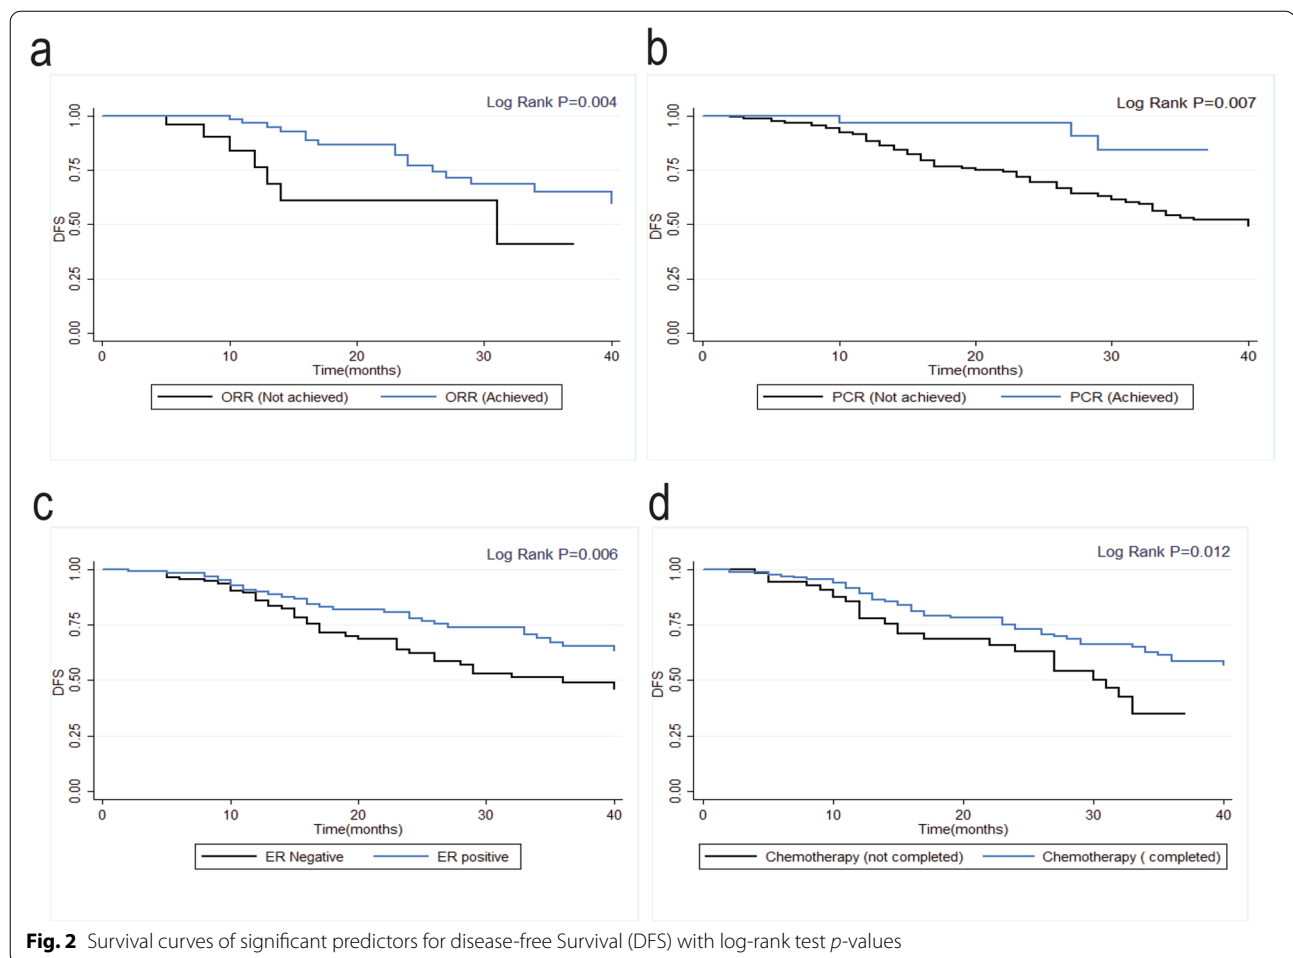 a
Log Rank P=0.004
DFS
0.00 0.25 0.50 0.75 1.00
0 10 20 30 40
Time(months)
ORR (Not achieved) ORR (Achieved)
b
Log Rank P=0.007
DFS
0.00 0.25 0.50 0.75 1.00
0 10 20 30 40
Time(months)
PCR (Not achieved) PCR (Achieved)
c
Log Rank P=0.006
DFS
0.00 0.25 0.50 0.75 1.00
0 10 20 30 40
Time(months)
ER Negative ER positive
d
Log Rank P=0.012
DFS
0.00 0.25 0.50 0.75 1.00
0 10 20 30 40
Time(months)
Chemotherapy (not completed) Chemotherapy ( completed)
Fig. 2 Survival curves of significant predictors for disease-free Survival (DFS) with log-rank test p-values